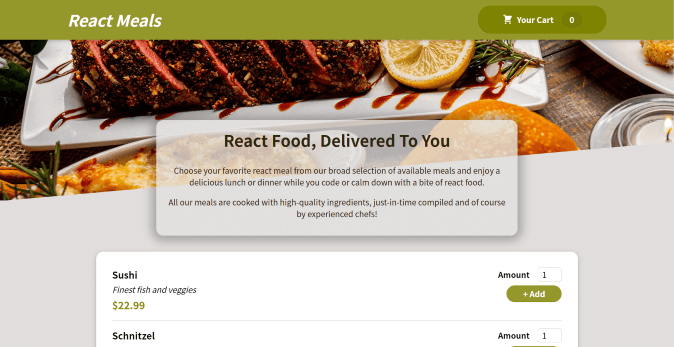 React Meals
Your Cart 0
React Food, Delivered To You
Choose your favorite react meal from our broad selection of available meals and enjoy a
delicious lunch or dinner while you code or calm down with a bite of react food.
All our meals are cooked with high-quality ingredients, just-in-time compiled and of course
by experienced chefs!
Sushi
Amount 1
Finest fish and veggies
+ Add
$22.99
Schnitzel
Amount 1